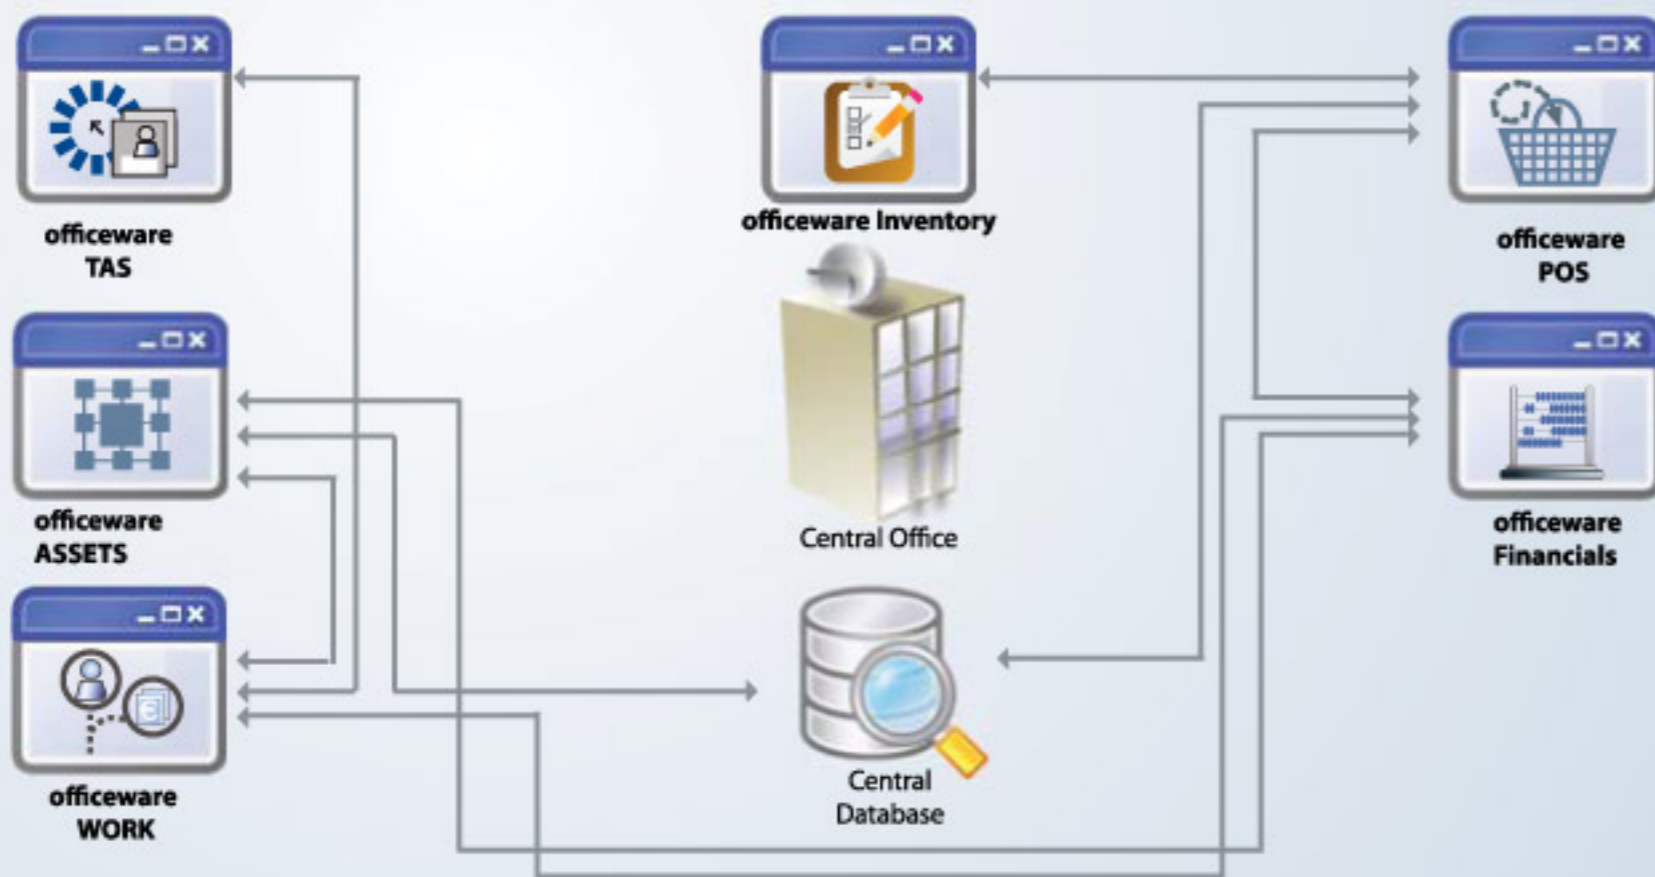 officeware
TAS
officeware Inventory
officeware
POS
officeware
ASSETS
Central Office
officeware
Financials
officeware
WORK
Central
Database